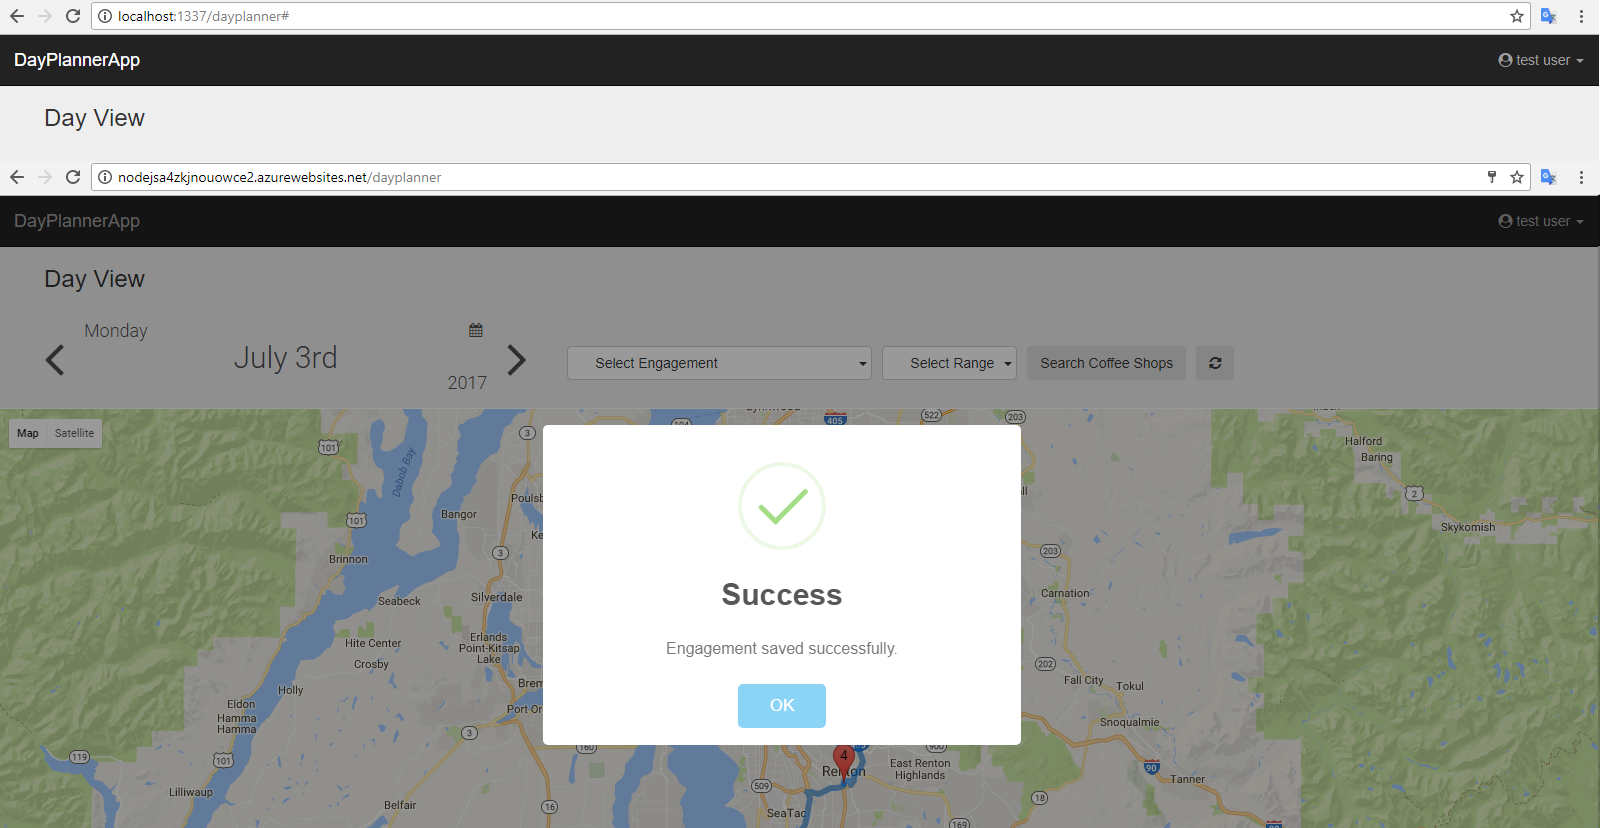 localhost:1337/dayplanner#
DayPlannerApp
test user
Day View
nodejsa4zkjnouowce2.azurewebsites.net/dayplanner
DayPlannerApp
test user
Day View
Monday
July 3rd
2017
Select Engagement
Select Range
Search Coffee Shops
Map
Satellite
101
3
104
405
522
203
Halford
Baring
2
Skykomish
Dabob Bay
Poulsb
Bangor
101
Ke
3
Brinnon
203
Silverdale
Seabeck
Carnation
Erlands
Point-Kitsap
Lake
Hite Center
Crosby
202
Fall City
Tokul
Brem
Holly
Eldon
Hamma
Hamma
Port Or
Snoqualmie
3
Success
Engagement saved successfully.
OK
119
101
160
900
4
Renton
East Renton
Highlands
90
Tanner
509
Lilliwaup
Belfair
16
SeaTac
18
169